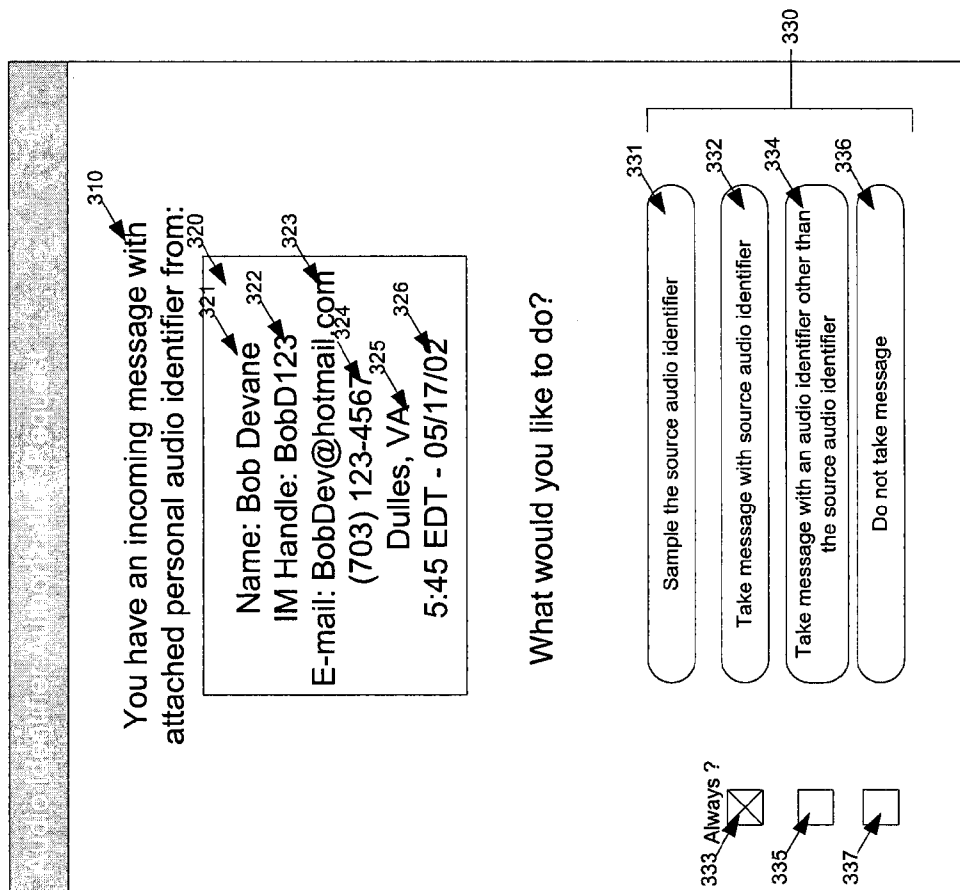 Audio Identifier Authorization Request
310
You have an incoming message with
attached personal audio identifier from:
320
321
Name: Bob Devane
322
IM Handle: BobD123
323
E-mail: BobDev@hotmail.com
324
(703) 123-4567
325
Dulles, VA
326
5:45 EDT - 05/17/02
What would you like to do?
330
331
Sample the source audio identifier
333 Always ?
332
Take message with source audio identifier
335
334
Take message with an audio identifier other than
the source audio identifier
337
336
Do not take message